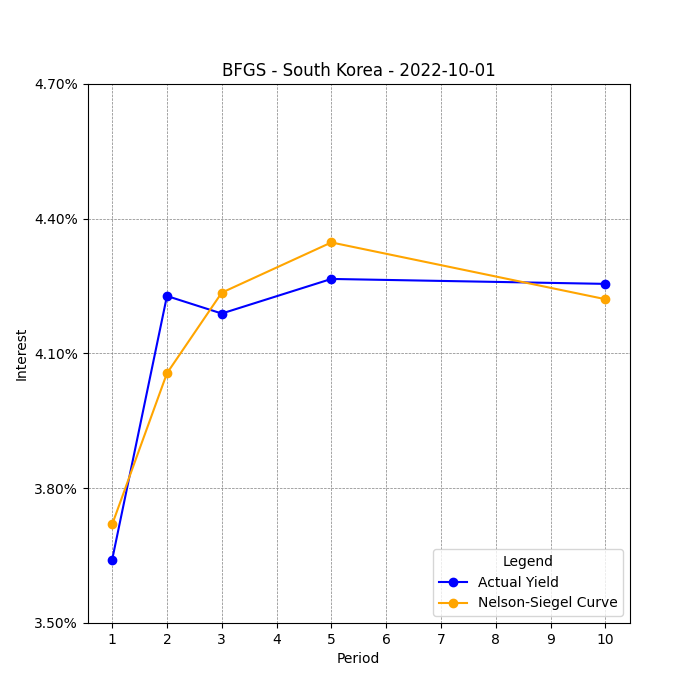 BFGS - South Korea - 2022-10-01
4.70%
4.40%
4.10%
3.80%
3.50%
Interest
1 2 3 4 5 6 7 8 9 10
Period
Legend
Actual Yield
Nelson-Siegel Curve